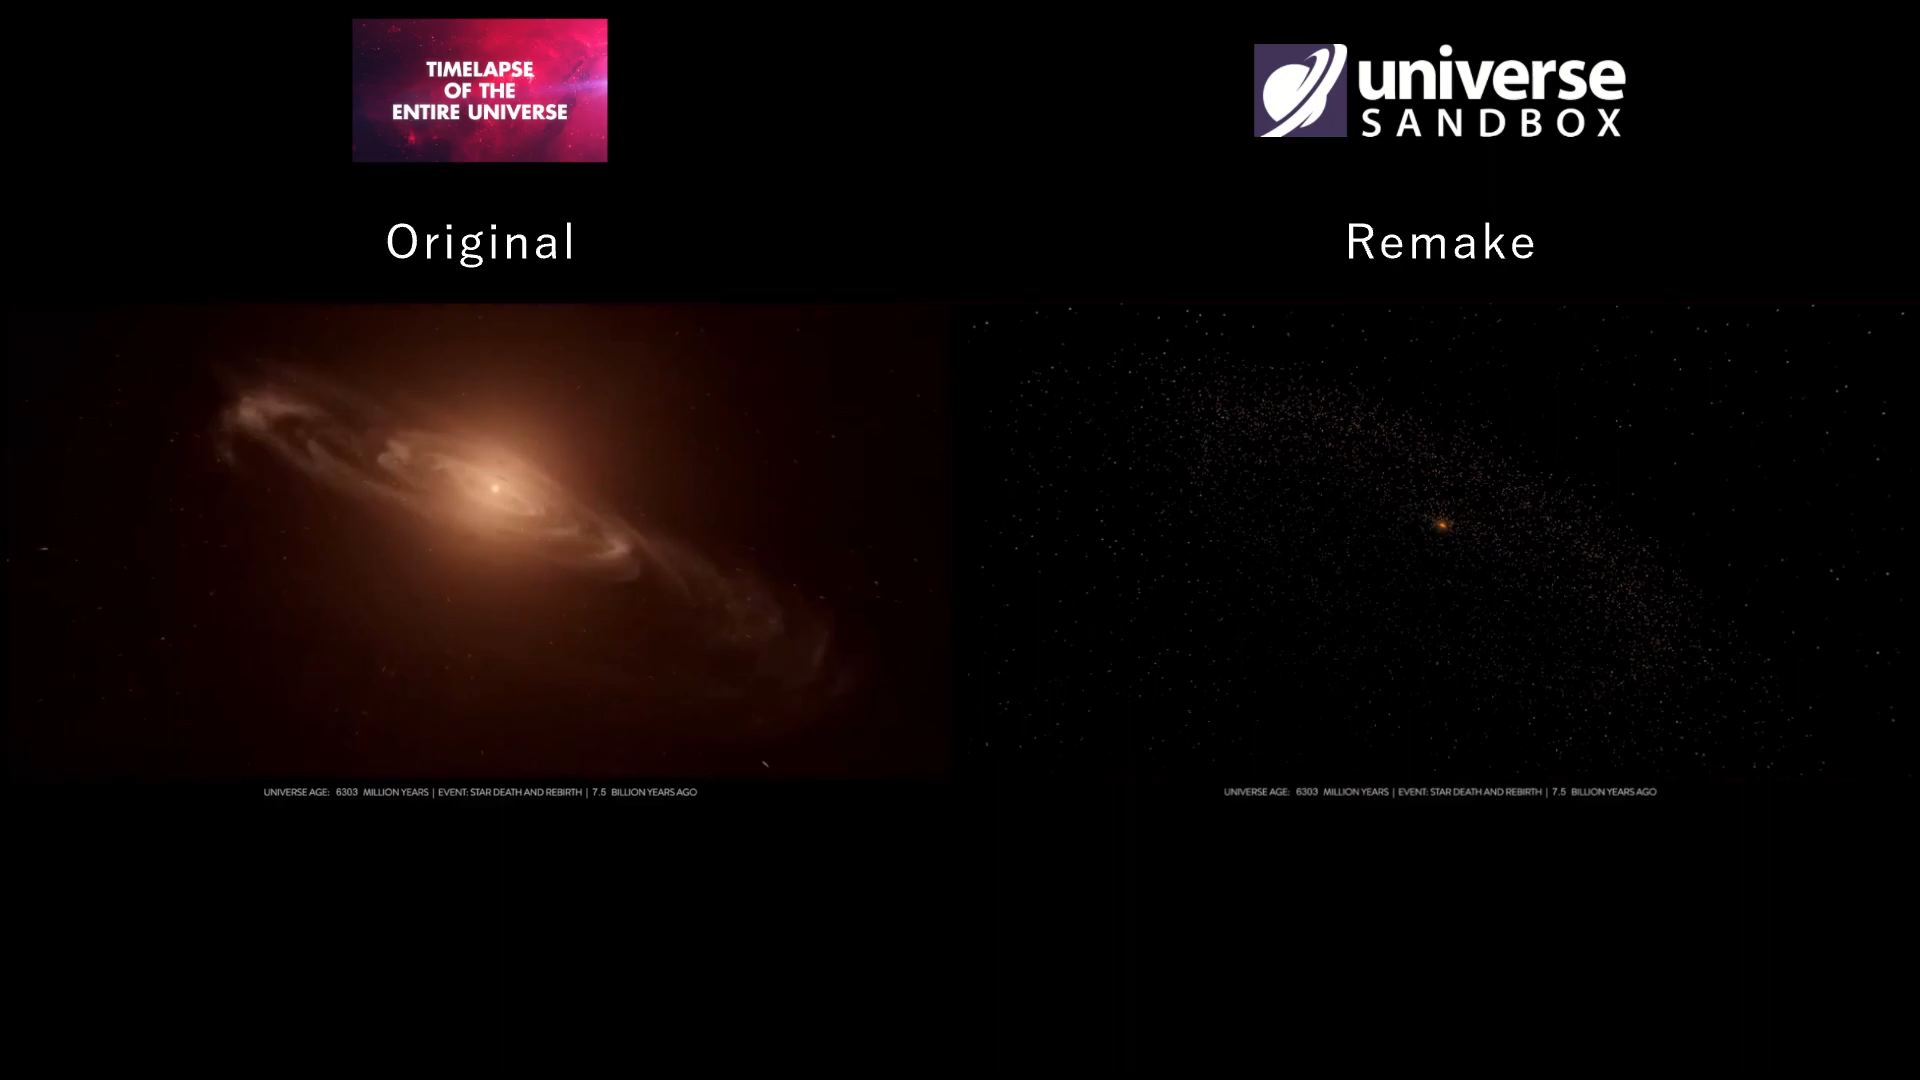 TIMELAPSE
OF THE
ENTIRE UNIVERSE
universe
SANDBOX
Original
Remake
UNIVERSE AGE: 6303 MILLION YEARS | EVENT: STAR DEATH AND REBIRTH | 7.5 BILLION YEARS AGO
UNIVERSE AGE: 6303 MILLION YEARS | EVENT: STAR DEATH AND REBIRTH | 7.5 BILLION YEARS AGO